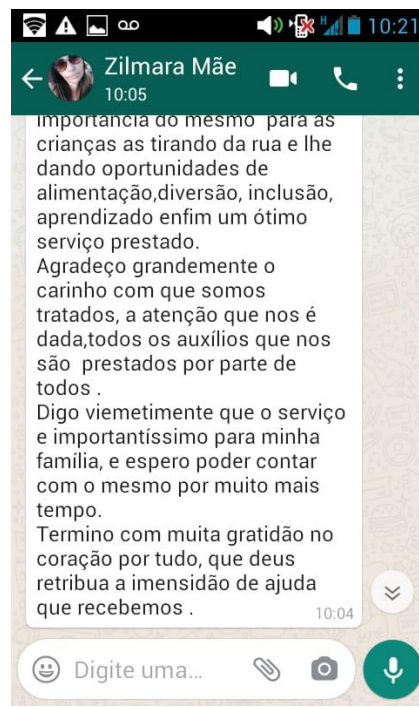 10:21
Zilmara Mãe
10:05
importância do mesmo  para as
crianças as tirando da rua e lhe
dando oportunidades de
alimentação,diversão, inclusão,
aprendizado enfim um ótimo
serviço prestado.
Agradeço grandemente o
carinho com que somos
tratados, a atenção que nos é
dada,todos os auxílios que nos
são  prestados por parte de
todos .
Digo viemetimente que o serviço
e importantíssimo para minha
família, e espero poder contar
com o mesmo por muito mais
tempo.
Termino com muita gratidão no
coração por tudo, que deus
retribua a imensidão de ajuda
que recebemos .
10:04
Digite uma...